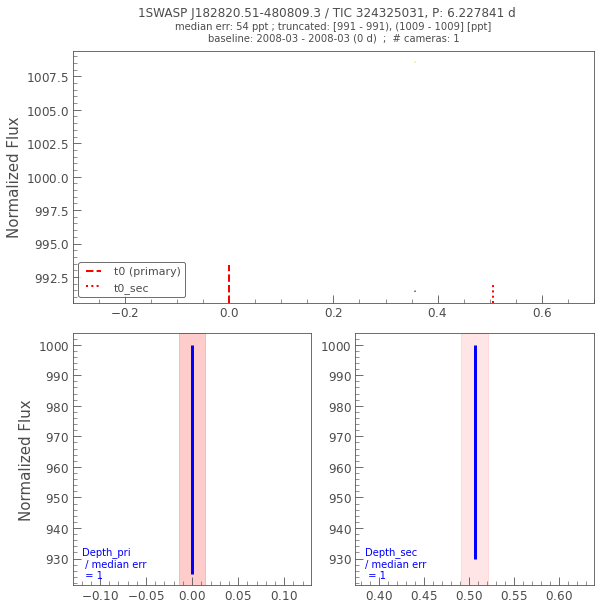 1SWASP J182820.51-480809.3 / TIC 324325031, P: 6.227841 d
median err: 54 ppt ; truncated: [991 - 991), (1009 - 1009] [ppt]
baseline: 2008-03 - 2008-03 (0 d)  ;  # cameras: 1
Normalized Flux
1007.5
1005.0
1002.5
1000.0
997.5
995.0
992.5
t0 (primary)
t0_sec
−0.2 0.0 0.2 0.4 0.6
Normalized Flux
1000
990
980
970
960
950
940
930
Depth_pri
/ median err
= 1
−0.10 −0.05 0.00 0.05 0.10
1000
990
980
970
960
950
940
930
Depth_sec
/ median err
= 1
0.40 0.45 0.50 0.55 0.60